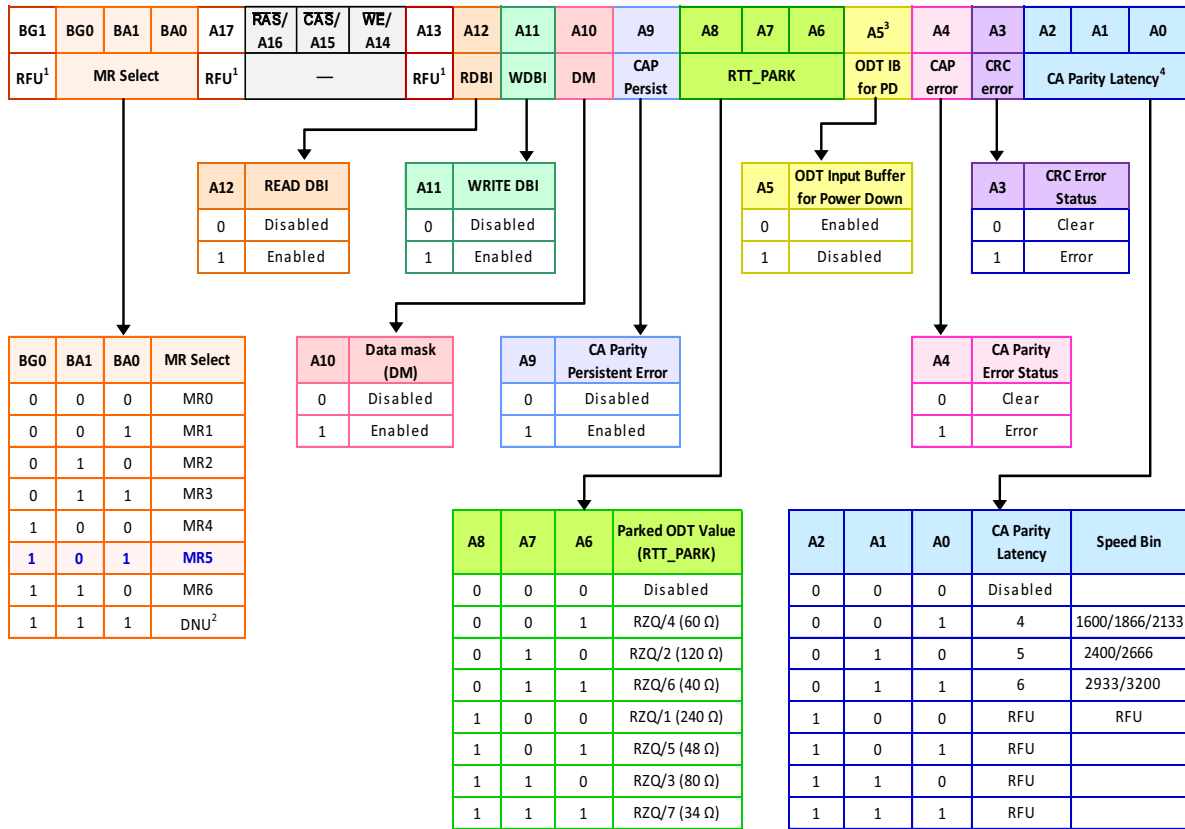 BG1 BG0 BA1 BA0 A17 RAS/ A16 CAS/ A15 WE/ A14 A13 A12 A11 A10 A9 A8 A7 A6 A5³ A4 A3 A2 A1 A0
RFU¹ MR Select RFU¹ — RFU¹ RDBI WDBI DM CAP Persist RTT_PARK ODT IB for PD CAP error CRC error CA Parity Latency⁴
A12 READ DBI
0 Disabled
1 Enabled
A11 WRITE DBI
0 Disabled
1 Enabled
A5 ODT Input Buffer for Power Down
0 Enabled
1 Disabled
A3 CRC Error Status
0 Clear
1 Error
BG0 BA1 BA0 MR Select
0 0 0 MR0
0 0 1 MR1
0 1 0 MR2
0 1 1 MR3
1 0 0 MR4
1 0 1 MR5
1 1 0 MR6
1 1 1 DNU²
A10 Data mask (DM)
0 Disabled
1 Enabled
A9 CA Parity Persistent Error
0 Disabled
1 Enabled
A4 CA Parity Error Status
0 Clear
1 Error
A8 A7 A6 Parked ODT Value (RTT_PARK)
0 0 0 Disabled
0 0 1 RZQ/4 (60 Ω)
0 1 0 RZQ/2 (120 Ω)
0 1 1 RZQ/6 (40 Ω)
1 0 0 RZQ/1 (240 Ω)
1 0 1 RZQ/5 (48 Ω)
1 1 0 RZQ/3 (80 Ω)
1 1 1 RZQ/7 (34 Ω)
A2 A1 A0 CA Parity Latency Speed Bin
0 0 0 Disabled
0 0 1 4 1600/1866/2133
0 1 0 5 2400/2666
0 1 1 6 2933/3200
1 0 0 RFU RFU
1 0 1 RFU
1 1 0 RFU
1 1 1 RFU